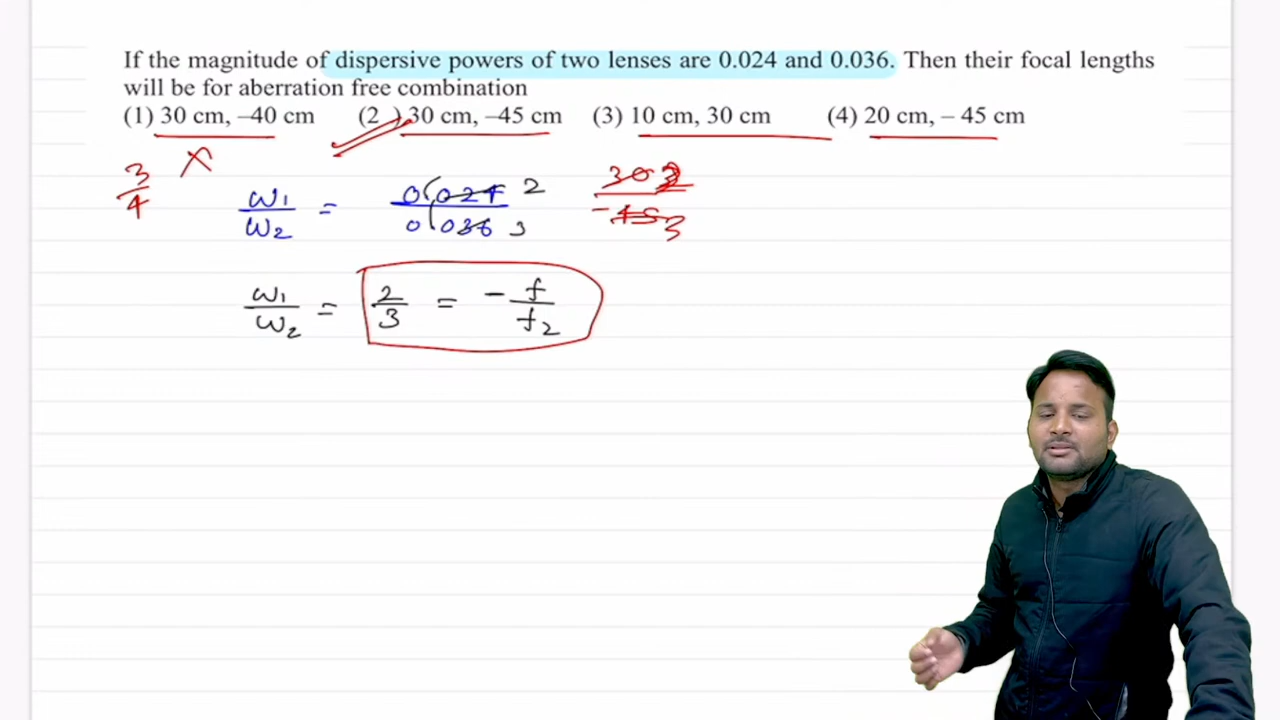 If the magnitude of dispersive powers of two lenses are 0.024 and 0.036. Then their focal lengths
will be for aberration free combination
(1) 30 cm, –40 cm (2 ) 30 cm, –45 cm (3) 10 cm, 30 cm (4) 20 cm, – 45 cm
3/4 ×
ω1/ω2 = 0.024/0.036 2/3 30/-45 2/3
ω1/ω2 = 2/3 = - f/f2